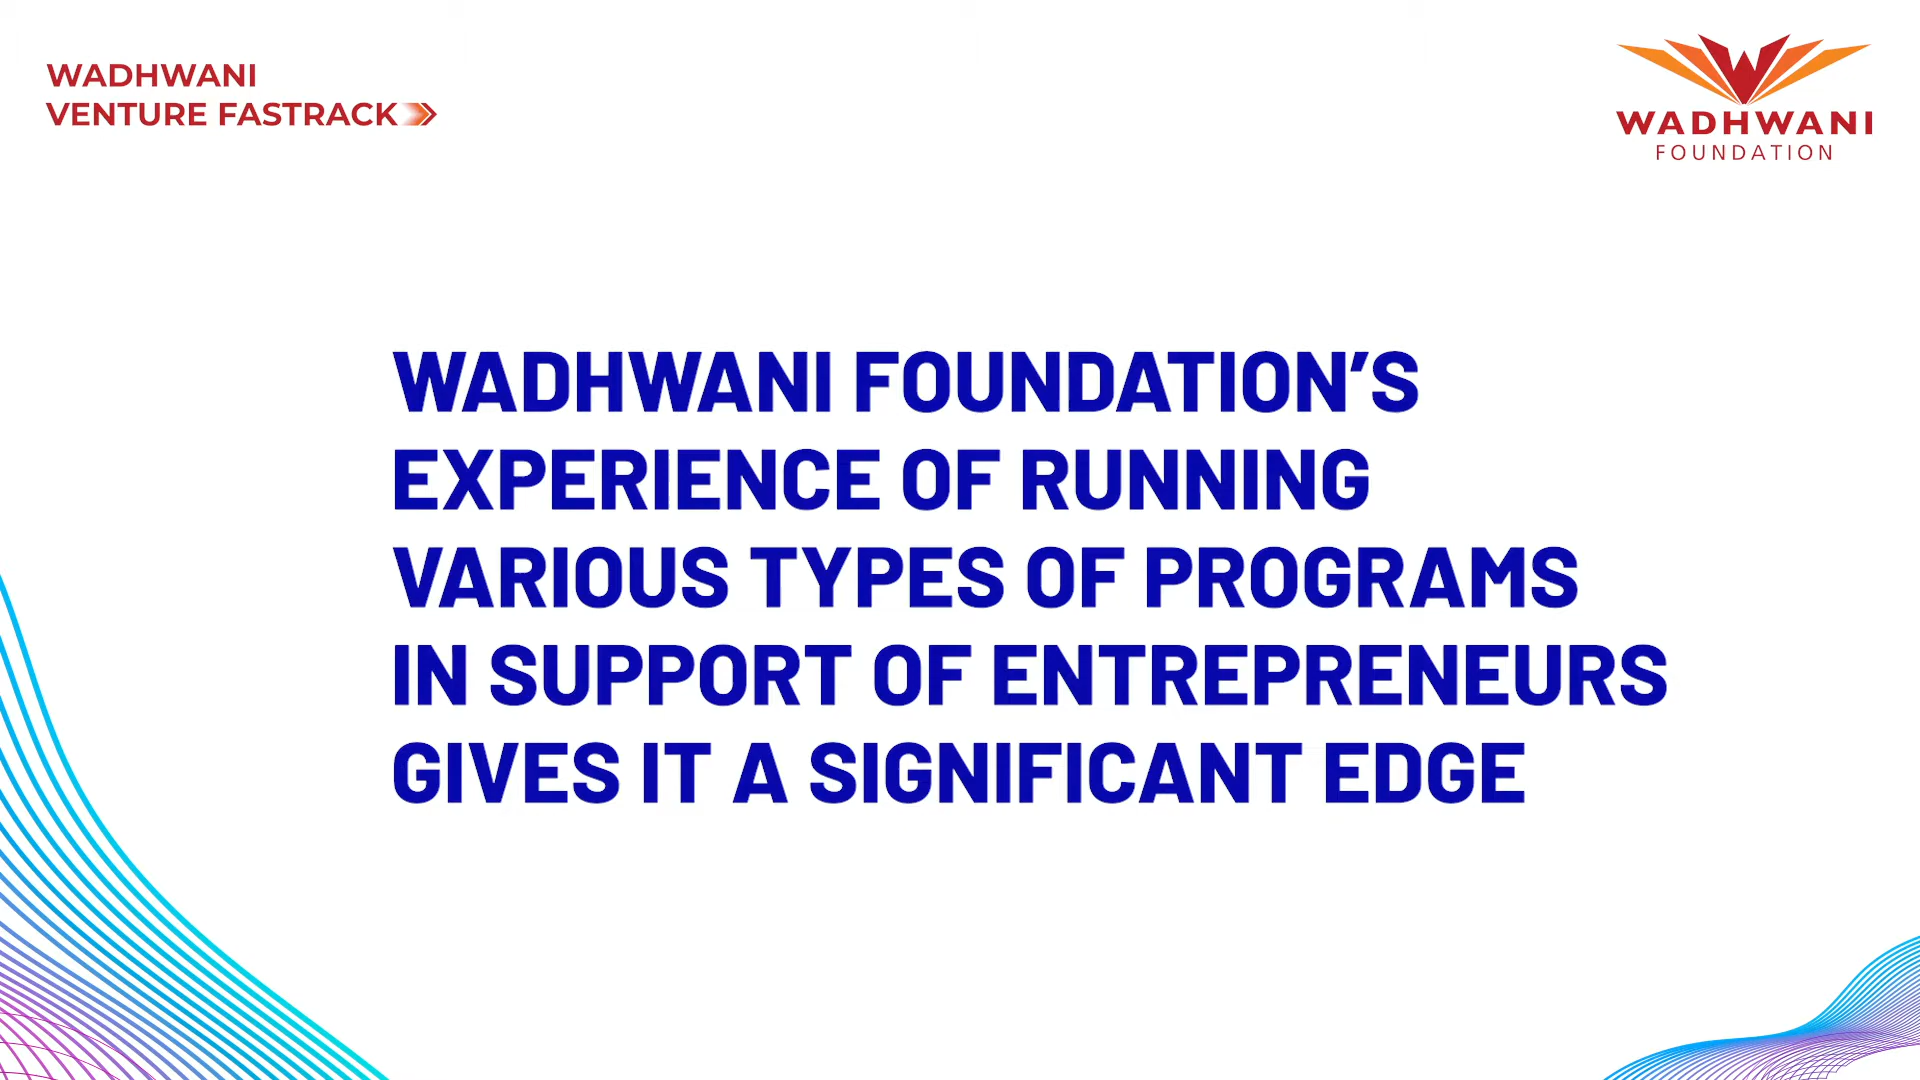 WADHWANI
VENTURE FASTRACK
WADHWANI
FOUNDATION
WADHWANI FOUNDATION’S
EXPERIENCE OF RUNNING
VARIOUS TYPES OF PROGRAMS
IN SUPPORT OF ENTREPRENEURS
GIVES IT A SIGNIFICANT EDGE